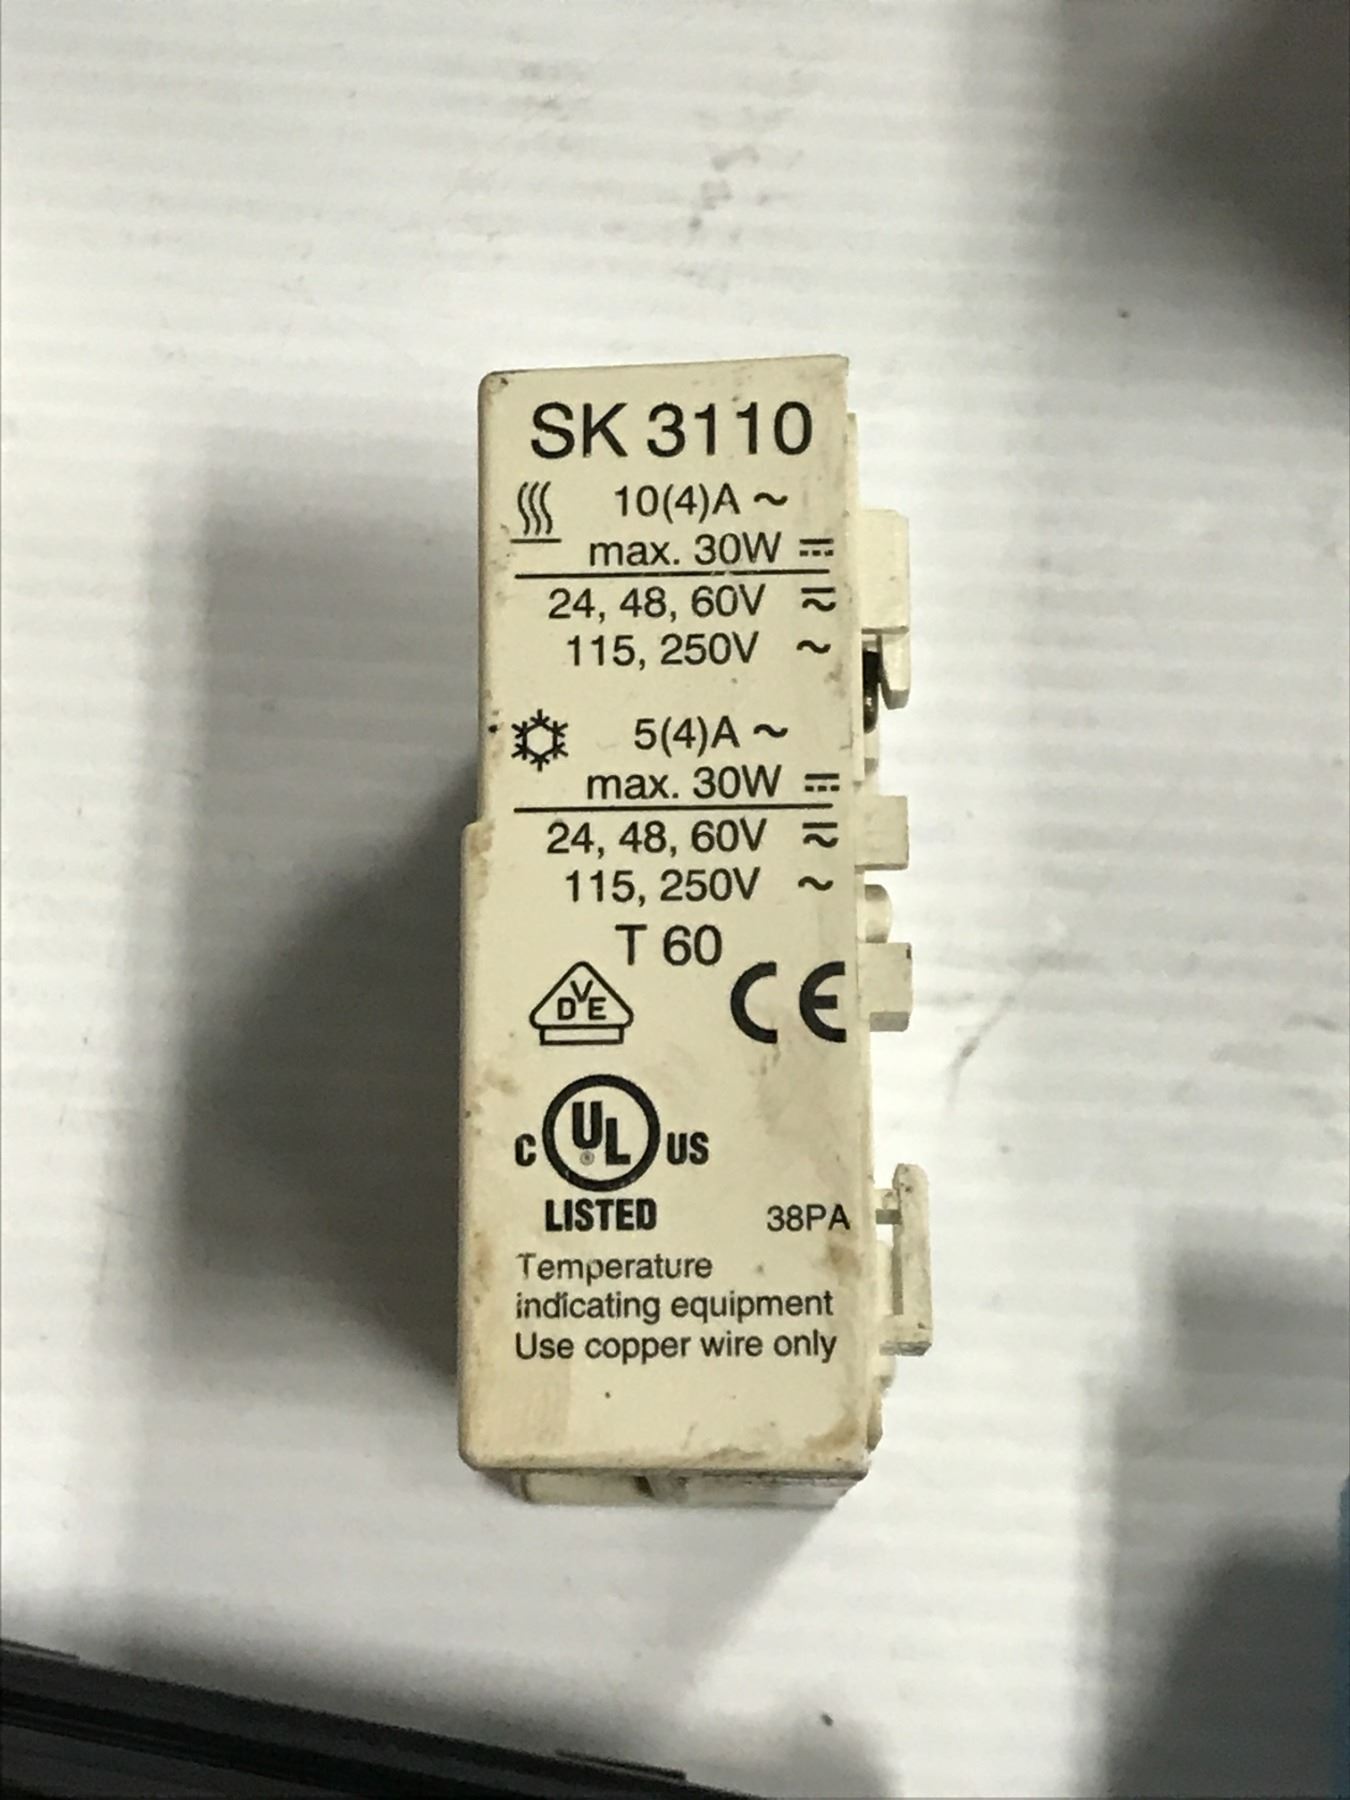 SK 3110
10(4)A ~
max. 30W ⎓
24, 48, 60V ⎓~
115, 250V ~
5(4)A ~
max. 30W ⎓
24, 48, 60V ⎓~
115, 250V ~
T 60
DVE CE
C UL® US
LISTED 38PA
Temperature
indicating equipment
Use copper wire only